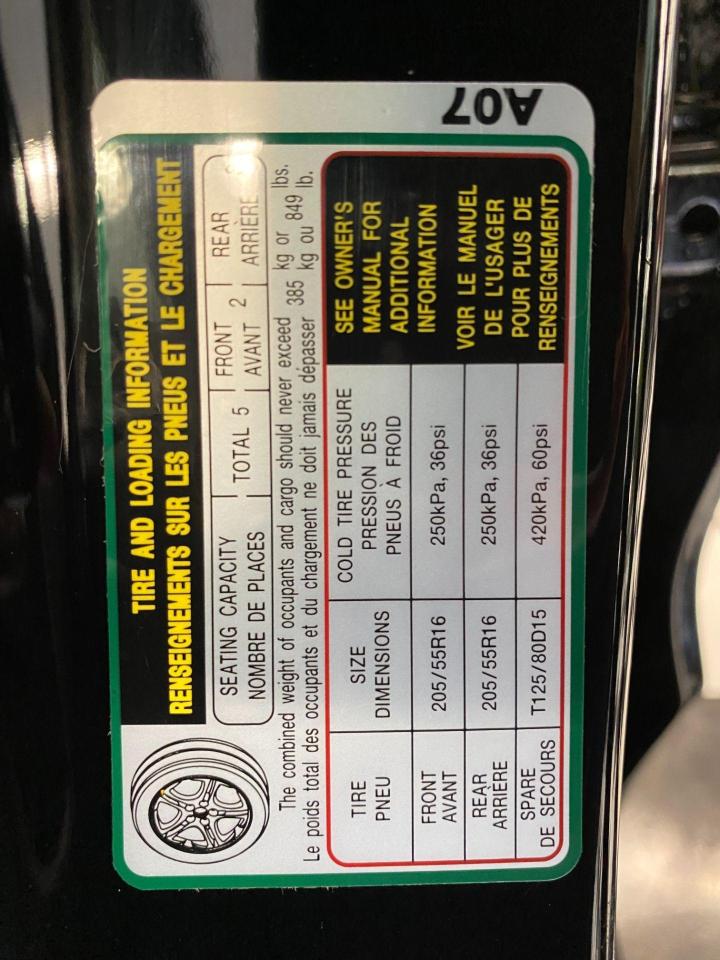 TIRE AND LOADING INFORMATION
RENSEIGNEMENTS SUR LES PNEUS ET LE CHARGEMENT
SEATING CAPACITY
NOMBRE DE PLACES
TOTAL 5
FRONT
AVANT 2
REAR
ARRIÈRE
The combined weight of occupants and cargo should never exceed 385 kg or lbs.
Le poids total des occupants et du chargement ne doit jamais dépasser kg ou 849 lb.
TIRE
PNEU
SIZE
DIMENSIONS
COLD TIRE PRESSURE
PRESSION DES
PNEUS À FROID
SEE OWNER'S
MANUAL FOR
ADDITIONAL
INFORMATION
VOIR LE MANUEL
DE L'USAGER
POUR PLUS DE
RENSEIGNEMENTS
FRONT
AVANT
205/55R16
250kPa, 36psi
REAR
ARRIÈRE
205/55R16
250kPa, 36psi
SPARE
DE SECOURS
T125/80D15
420kPa, 60psi
A07